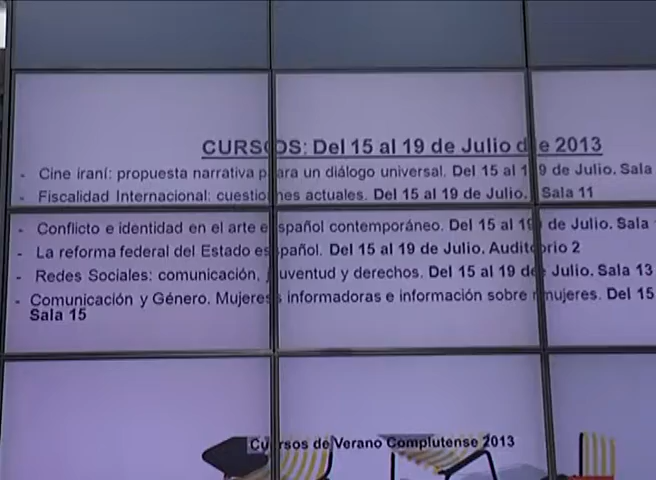 CURSOS: Del 15 al 19 de Julio de 2013
- Cine iraní: propuesta narrativa para un diálogo universal. Del 15 al 19 de Julio. Sala
- Fiscalidad Internacional: cuestiones actuales. Del 15 al 19 de Julio. Sala 11
- Conflicto e identidad en el arte español contemporáneo. Del 15 al 19 de Julio. Sala
- La reforma federal del Estado español. Del 15 al 19 de Julio. Auditorio 2
- Redes Sociales: comunicación, juventud y derechos. Del 15 al 19 de Julio. Sala 13
- Comunicación y Género. Mujeres informadoras e información sobre mujeres. Del 15
Sala 15
Cursos de Verano Complutense 2013